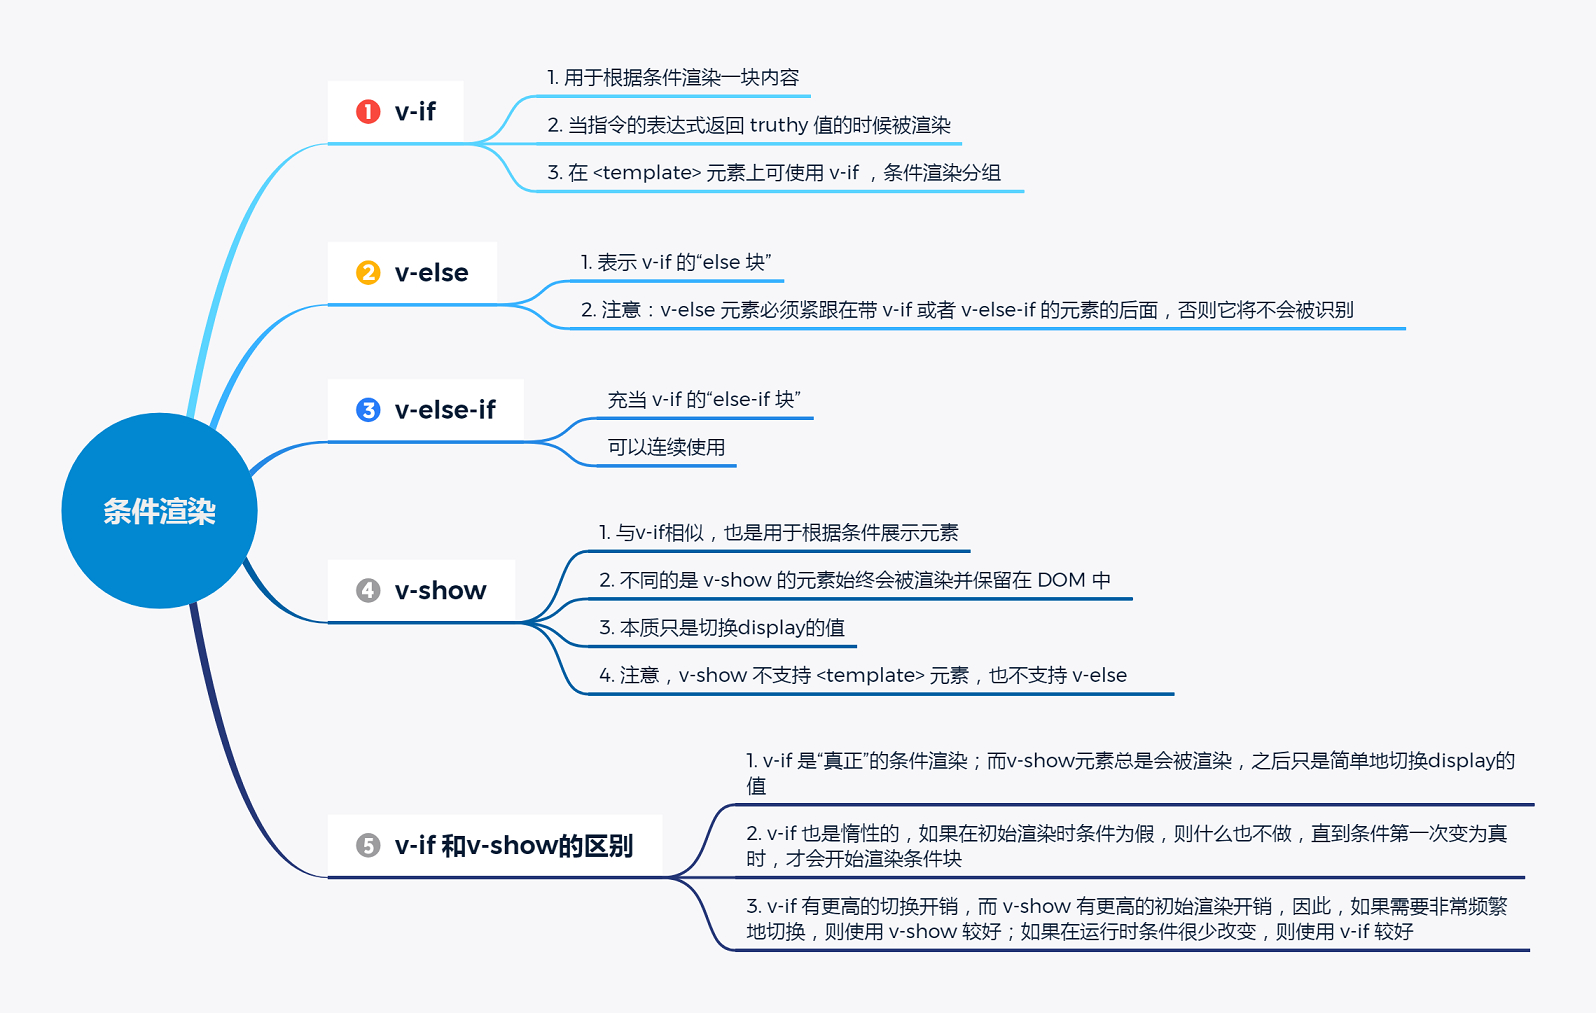 条件渲染
1 v-if
1. 用于根据条件渲染一块内容
2. 当指令的表达式返回 truthy 值的时候被渲染
3. 在 <template> 元素上可使用 v-if ，条件渲染分组
2 v-else
1. 表示 v-if 的“else 块”
2. 注意：v-else 元素必须紧跟在带 v-if 或者 v-else-if 的元素的后面，否则它将不会被识别
3 v-else-if
充当 v-if 的“else-if 块”
可以连续使用
4 v-show
1. 与v-if相似，也是用于根据条件展示元素
2. 不同的是 v-show 的元素始终会被渲染并保留在 DOM 中
3. 本质只是切换display的值
4. 注意，v-show 不支持 <template> 元素，也不支持 v-else
5 v-if 和v-show的区别
1. v-if 是“真正”的条件渲染；而v-show元素总是会被渲染，之后只是简单地切换display的
值
2. v-if 也是惰性的，如果在初始渲染时条件为假，则什么也不做，直到条件第一次变为真
时，才会开始渲染条件块
3. v-if 有更高的切换开销，而 v-show 有更高的初始渲染开销，因此，如果需要非常频繁
地切换，则使用 v-show 较好；如果在运行时条件很少改变，则使用 v-if 较好